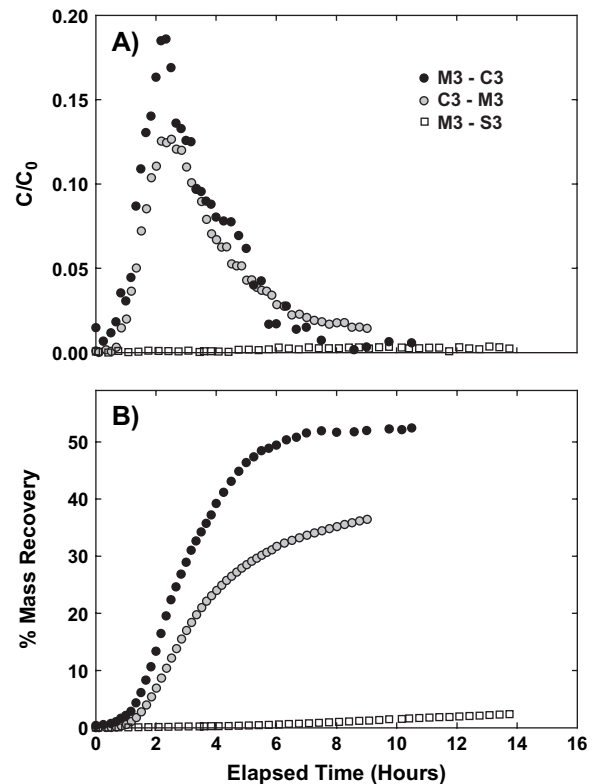 0.20
A)
M3 - C3
C3 - M3
M3 - S3
0.15
0.10
0.05
0.00
C/C0
B)
50
40
30
20
10
0
% Mass Recovery
0 2 4 6 8 10 12 14 16
Elapsed Time (Hours)